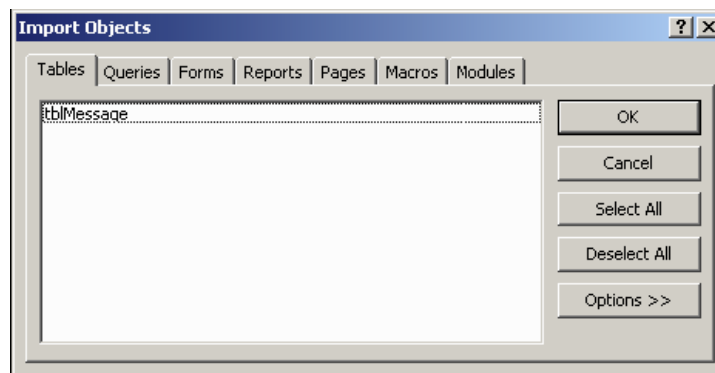 Import Objects
Tables Queries Forms Reports Pages Macros Modules
tblMessage
OK
Cancel
Select All
Deselect All
Options >>